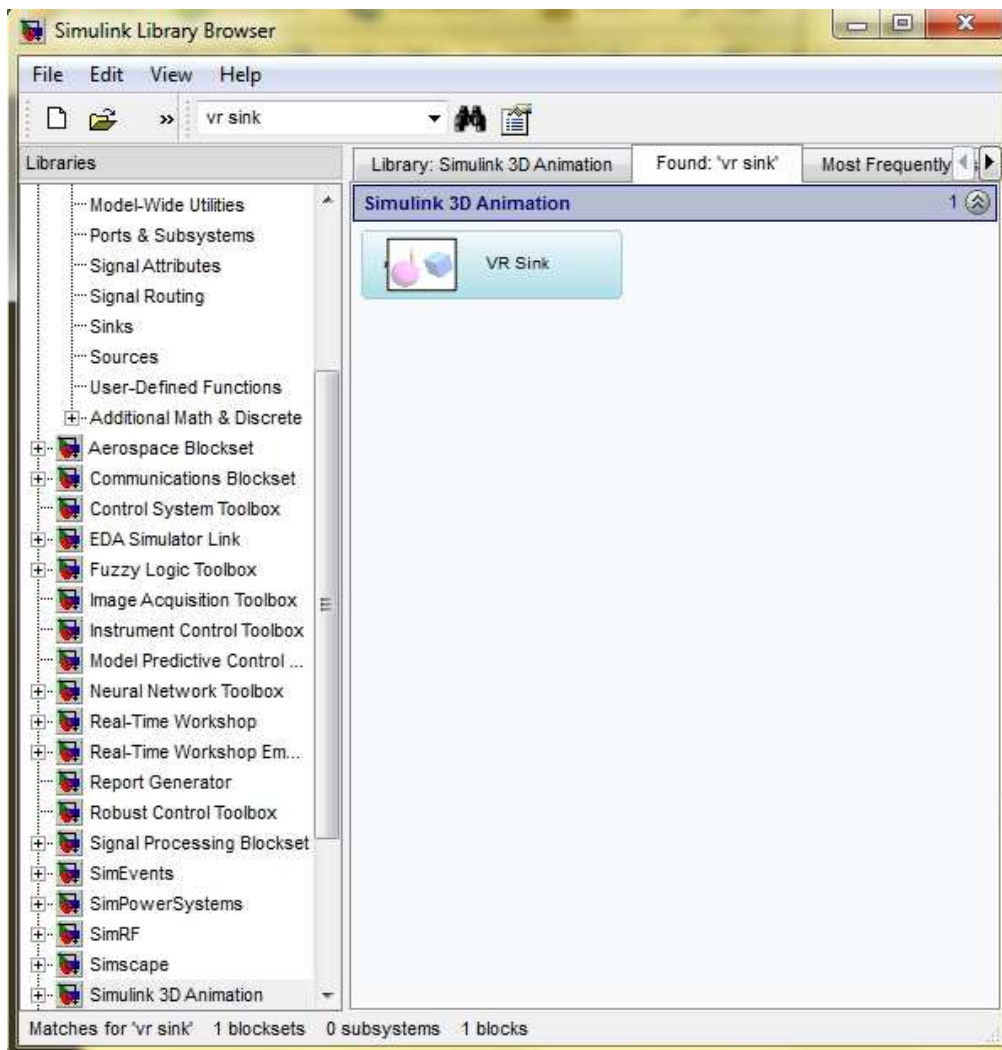 Simulink Library Browser
File Edit View Help
» vr sink
Libraries
Library: Simulink 3D Animation Found: 'vr sink' Most Frequently
Simulink 3D Animation 1
VR Sink
Model-Wide Utilities
Ports & Subsystems
Signal Attributes
Signal Routing
Sinks
Sources
User-Defined Functions
Additional Math & Discrete
Aerospace Blockset
Communications Blockset
Control System Toolbox
EDA Simulator Link
Fuzzy Logic Toolbox
Image Acquisition Toolbox
Instrument Control Toolbox
Model Predictive Control ...
Neural Network Toolbox
Real-Time Workshop
Real-Time Workshop Em...
Report Generator
Robust Control Toolbox
Signal Processing Blockset
SimEvents
SimPowerSystems
SimRF
Simscape
Simulink 3D Animation
Matches for 'vr sink' 1 blocksets 0 subsystems 1 blocks